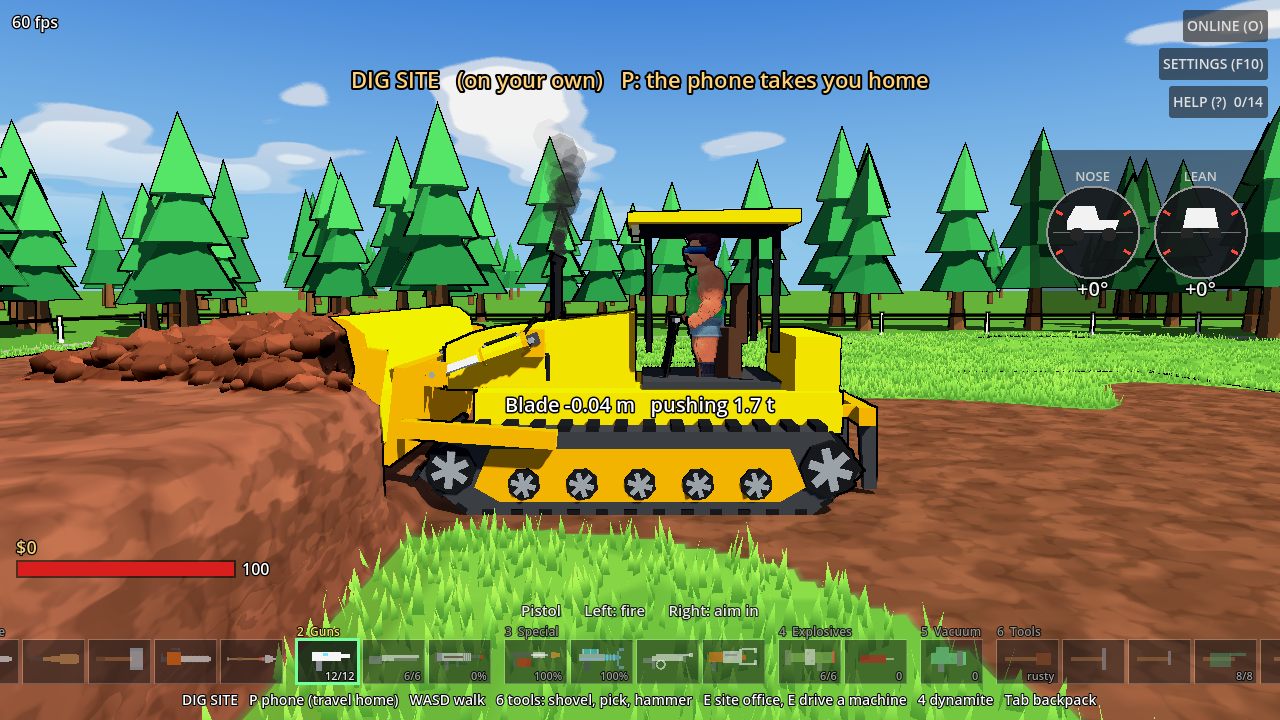 60 fps
ONLINE (O)
SETTINGS (F10)
HELP (?) 0/14
DIG SITE (on your own) P: the phone takes you home
NOSE LEAN
+0° +0°
Blade -0.04 m pushing 1.7 t
$0
100
Pistol Left: fire Right: aim in
2 Guns 3 Special 4 Explosives 5 Vacuum 6 Tools
12/12 6/6 0% 100% 100% 6/6 0 0 rusty 8/8
DIG SITE P phone (travel home) WASD walk 6 tools: shovel, pick, hammer E site office, E drive a machine 4 dynamite Tab backpack